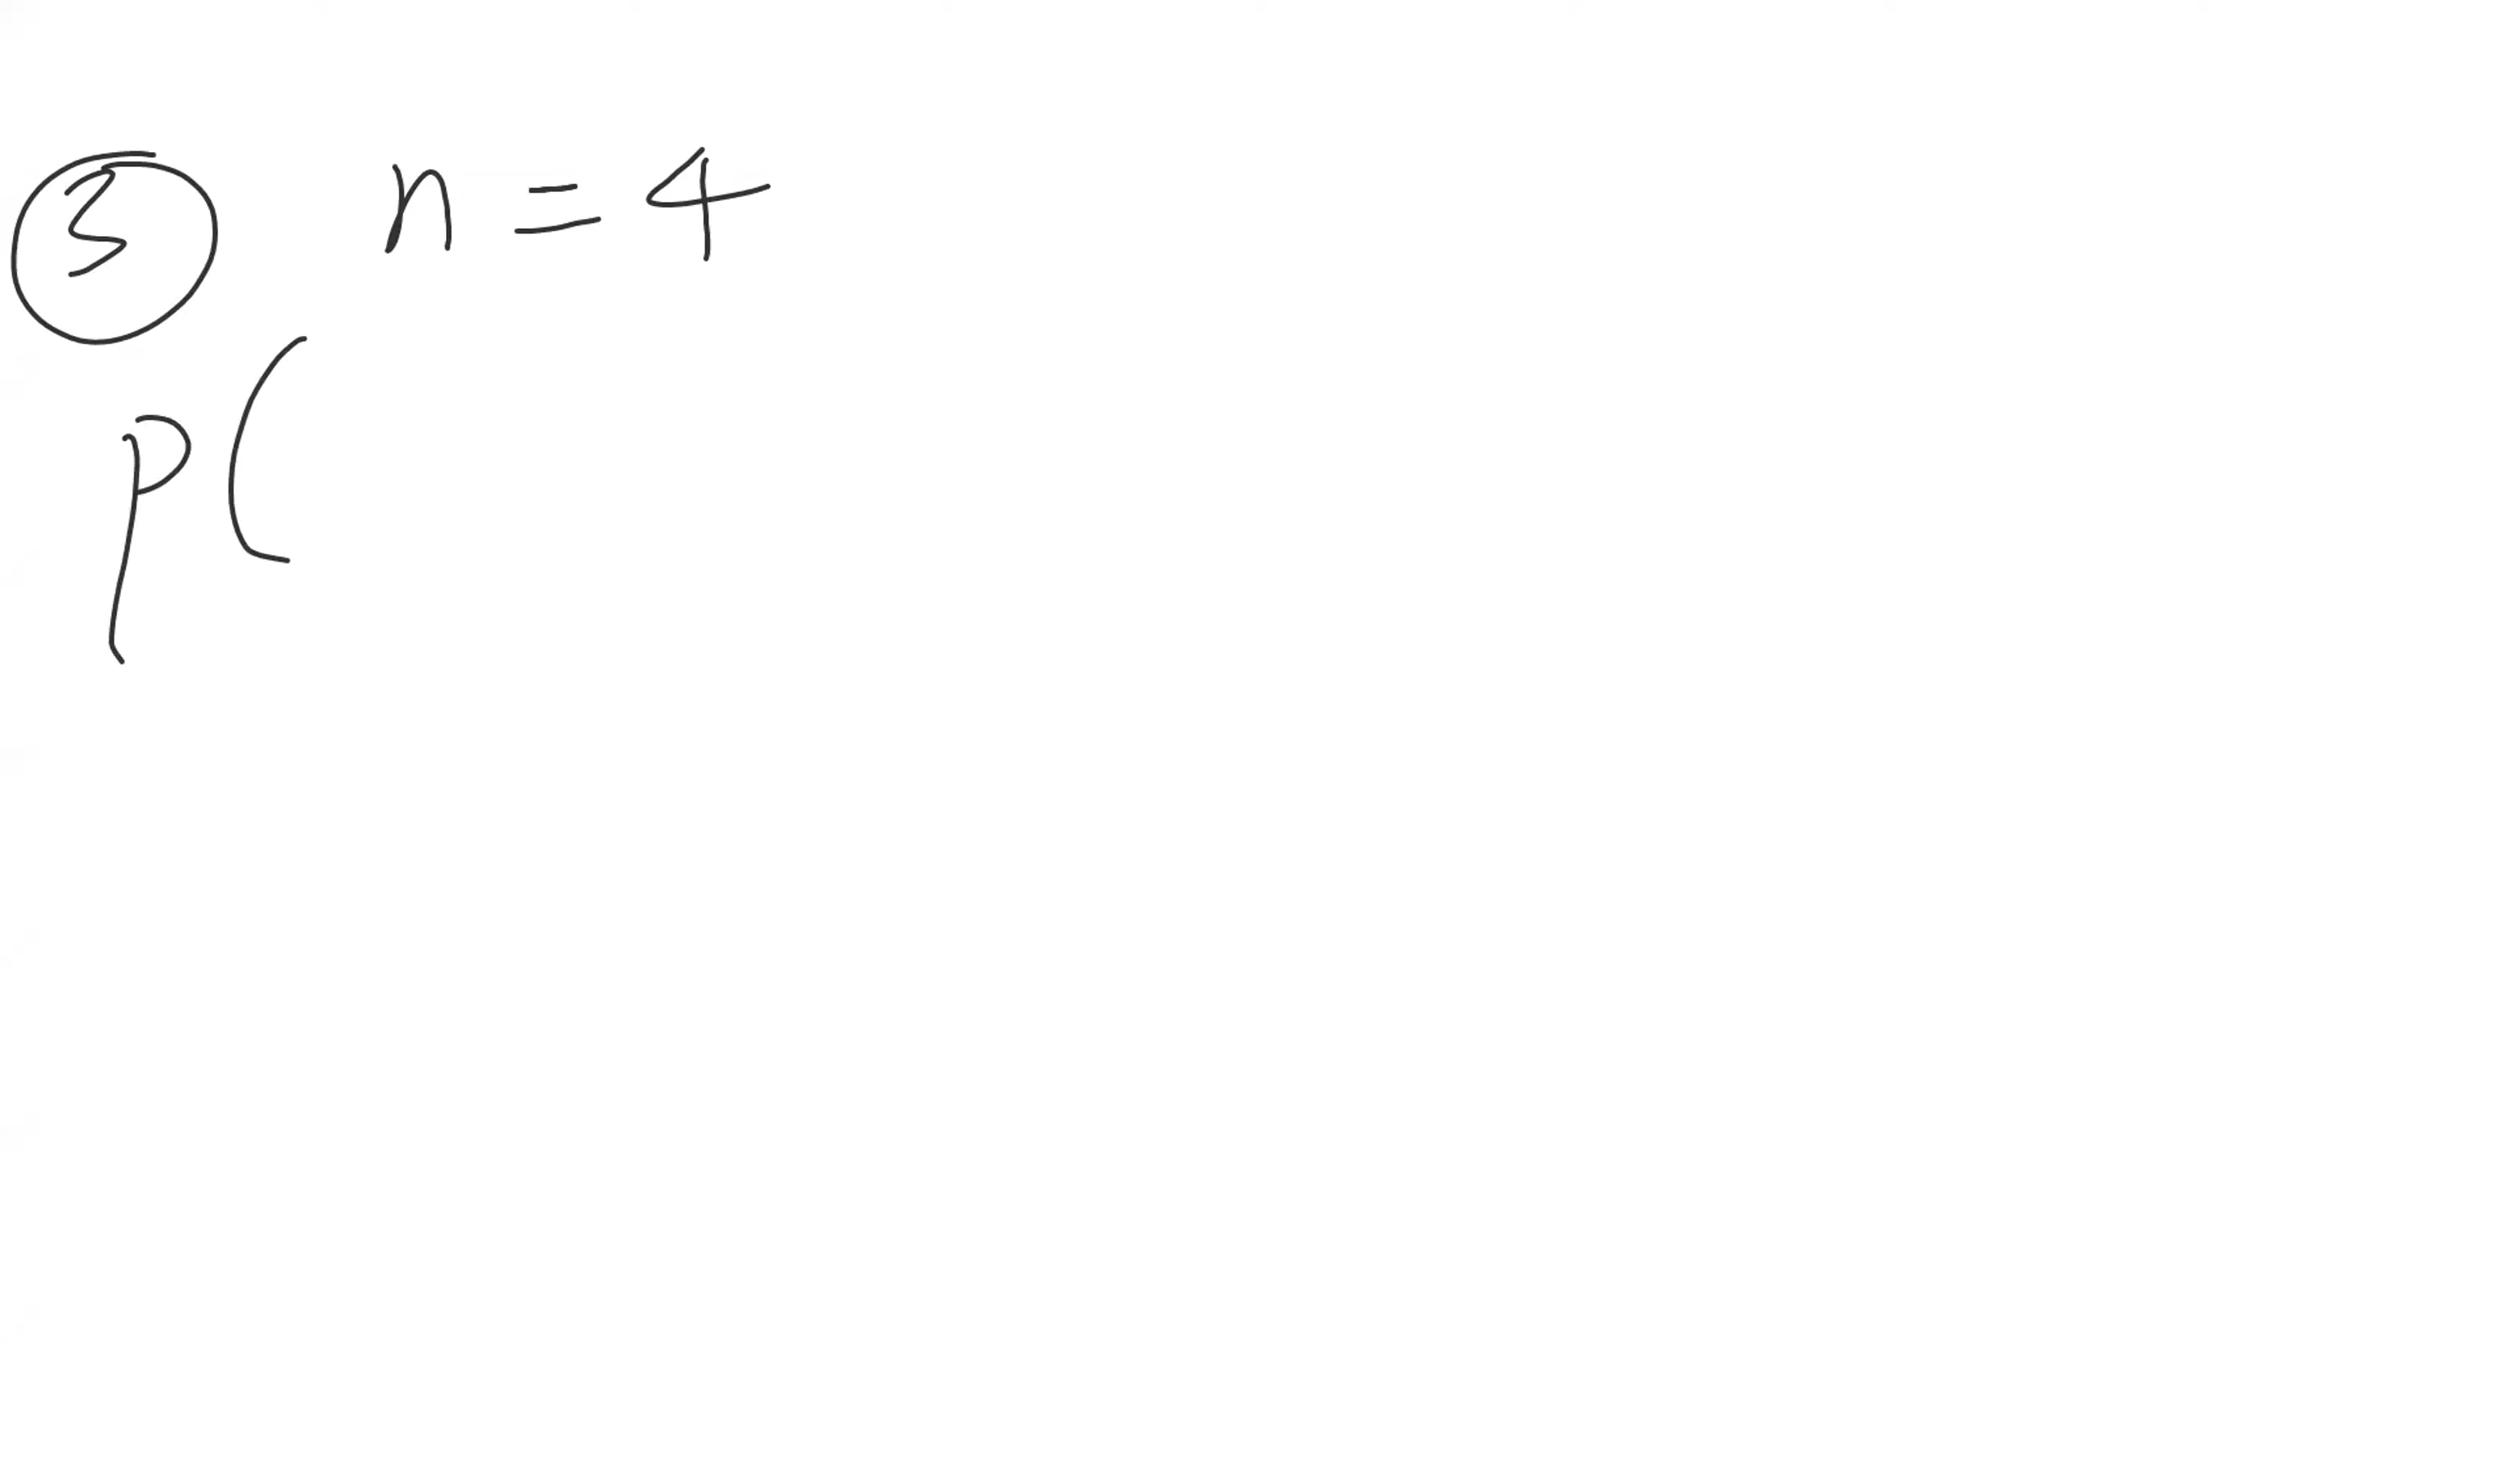 ③ n = 4
p(